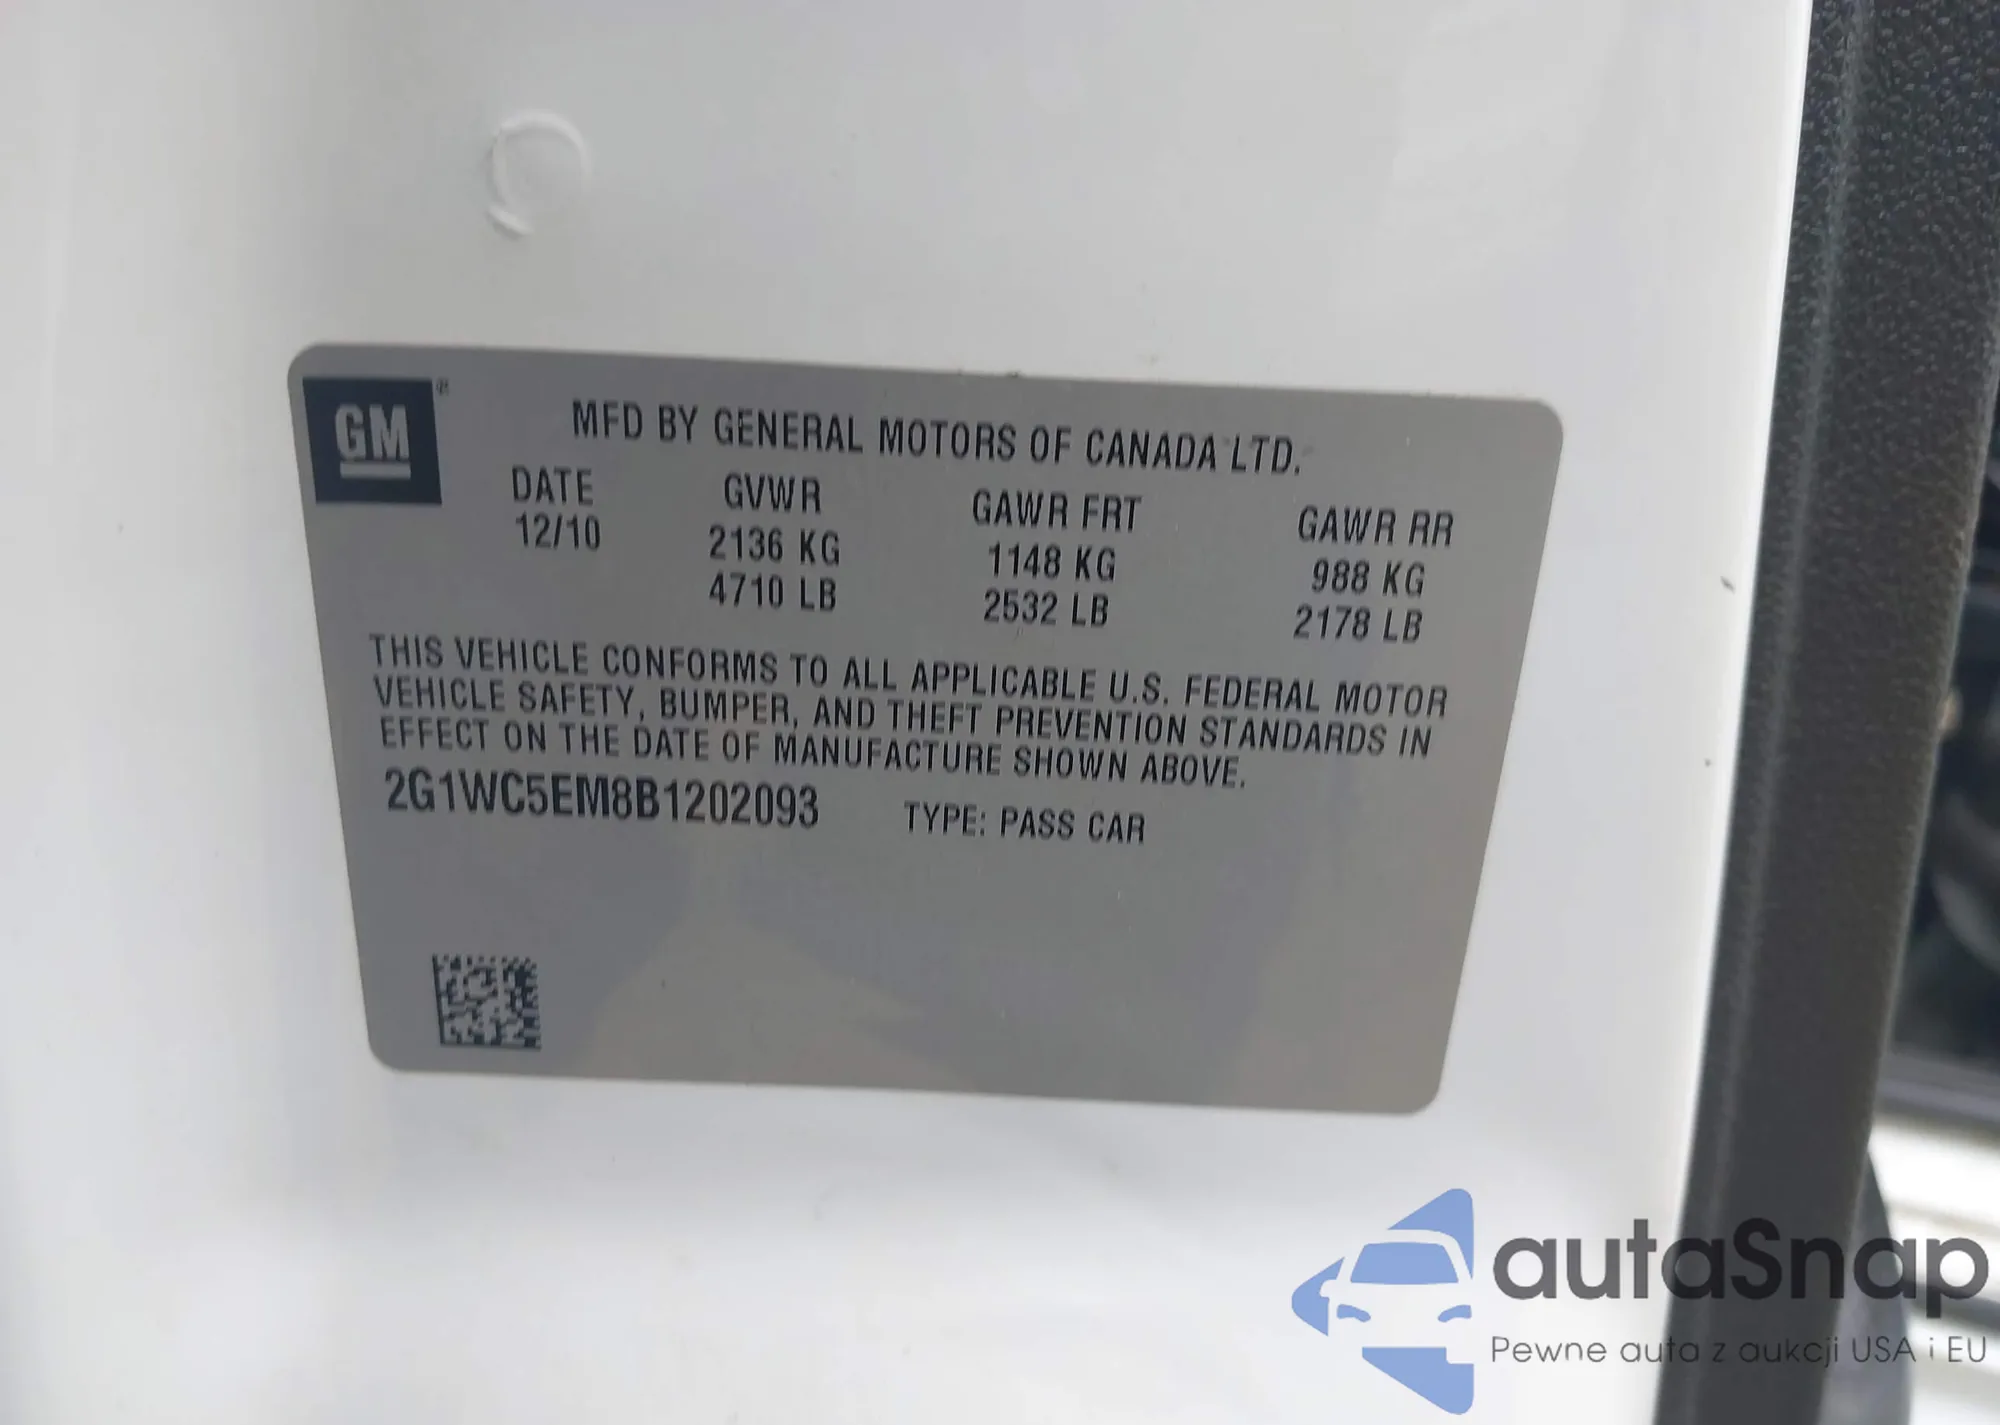 GM ®
MFD BY GENERAL MOTORS OF CANADA LTD.
DATE GVWR GAWR FRT GAWR RR
12/10 2136 KG 1148 KG 988 KG
4710 LB 2532 LB 2178 LB
THIS VEHICLE CONFORMS TO ALL APPLICABLE U.S. FEDERAL MOTOR
VEHICLE SAFETY, BUMPER, AND THEFT PREVENTION STANDARDS IN
EFFECT ON THE DATE OF MANUFACTURE SHOWN ABOVE.
2G1WC5EM8B1202093 TYPE: PASS CAR
autaSnap
Pewne auta z aukcji USA i EU